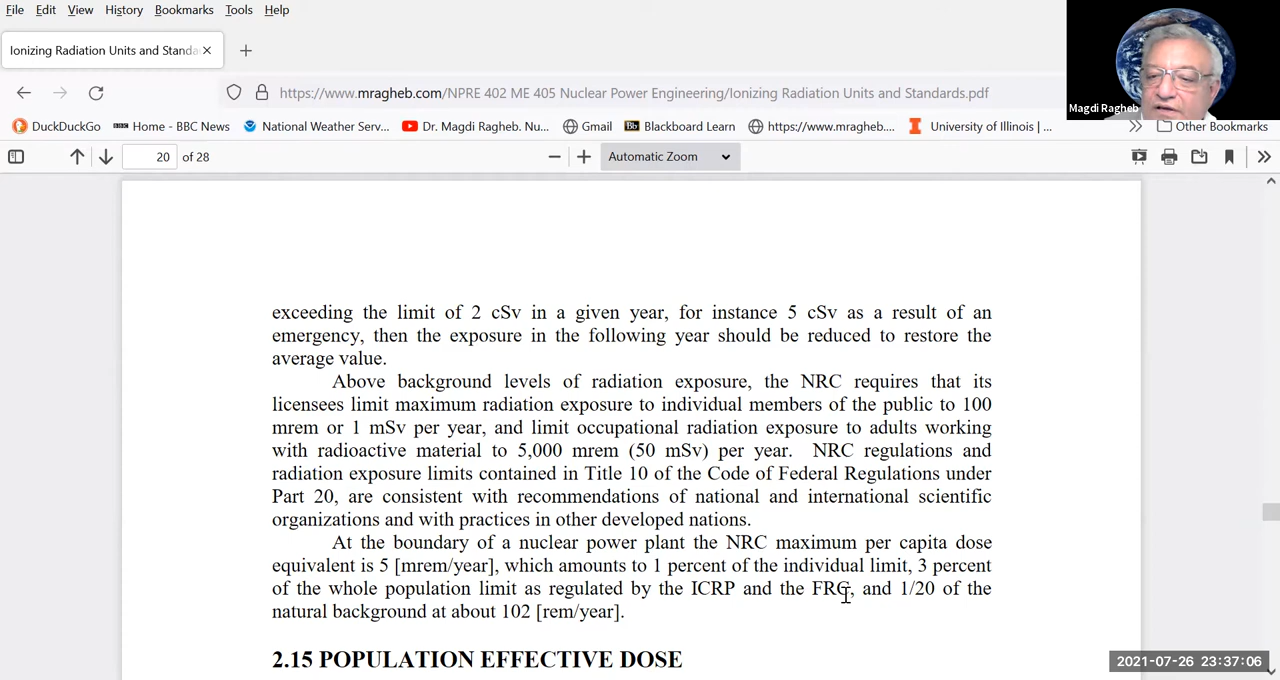 File Edit View History Bookmarks Tools Help
Ionizing Radiation Units and Standa
https://www.mragheb.com/NPRE 402 ME 405 Nuclear Power Engineering/Ionizing Radiation Units and Standards.pdf
Magdi Ragheb
DuckDuckGo BBC Home - BBC News National Weather Serv... Dr. Magdi Ragheb. Nu... Gmail Bb Blackboard Learn https://www.mragheb.... University of Illinois |... Other Bookmarks
20 of 28 Automatic Zoom
exceeding the limit of 2 cSv in a given year, for instance 5 cSv as a result of an
emergency, then the exposure in the following year should be reduced to restore the
average value.
Above background levels of radiation exposure, the NRC requires that its
licensees limit maximum radiation exposure to individual members of the public to 100
mrem or 1 mSv per year, and limit occupational radiation exposure to adults working
with radioactive material to 5,000 mrem (50 mSv) per year. NRC regulations and
radiation exposure limits contained in Title 10 of the Code of Federal Regulations under
Part 20, are consistent with recommendations of national and international scientific
organizations and with practices in other developed nations.
At the boundary of a nuclear power plant the NRC maximum per capita dose
equivalent is 5 [mrem/year], which amounts to 1 percent of the individual limit, 3 percent
of the whole population limit as regulated by the ICRP and the FRC, and 1/20 of the
natural background at about 102 [rem/year].
2.15 POPULATION EFFECTIVE DOSE
2021-07-26 23:37:06